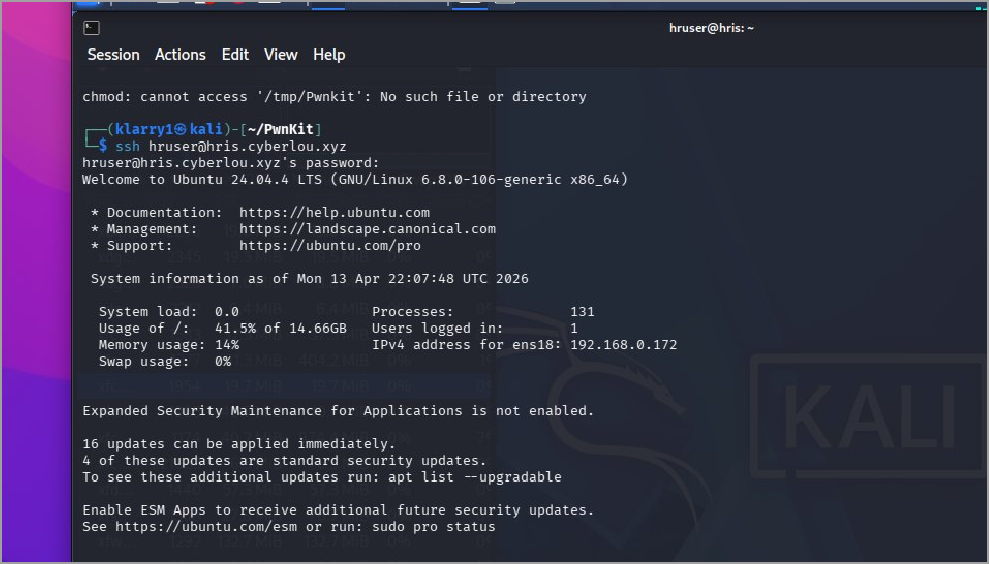 hruser@hris: ~
Session Actions Edit View Help
chmod: cannot access '/tmp/Pwnkit': No such file or directory
┌──(klarry1㉿kali)-[~/PwnKit]
└─$ ssh hruser@hris.cyberlou.xyz
hruser@hris.cyberlou.xyz's password:
Welcome to Ubuntu 24.04.4 LTS (GNU/Linux 6.8.0-106-generic x86_64)
* Documentation: https://help.ubuntu.com
* Management: https://landscape.canonical.com
* Support: https://ubuntu.com/pro
System information as of Mon 13 Apr 22:07:48 UTC 2026
System load: 0.0 Processes: 131
Usage of /: 41.5% of 14.66GB Users logged in: 1
Memory usage: 14% IPv4 address for ens18: 192.168.0.172
Swap usage: 0%
Expanded Security Maintenance for Applications is not enabled.
16 updates can be applied immediately.
4 of these updates are standard security updates.
To see these additional updates run: apt list --upgradable
Enable ESM Apps to receive additional future security updates.
See https://ubuntu.com/esm or run: sudo pro status
KALI